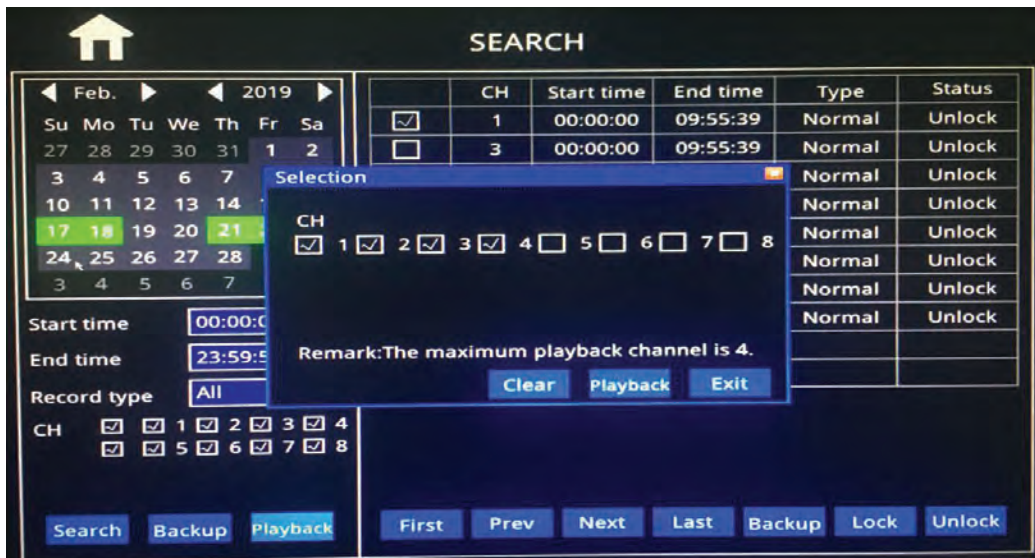 SEARCH
Feb. 2019
Su Mo Tu We Th Fr Sa
27 28 29 30 31 1 2
3 4 5 6 7
10 11 12 13 14
17 18 19 20 21
24 25 26 27 28
3 4 5 6 7
Start time 00:00:
End time 23:59:
Record type All
CH 1 2 3 4
5 6 7 8
Search Backup Playback
CH Start time End time Type Status
1 00:00:00 09:55:39 Normal Unlock
3 00:00:00 09:55:39 Normal Unlock
Normal Unlock
Normal Unlock
Normal Unlock
Normal Unlock
Normal Unlock
Normal Unlock
Selection
CH
1 2 3 4 5 6 7 8
Remark:The maximum playback channel is 4.
Clear Playback Exit
First Prev Next Last Backup Lock Unlock